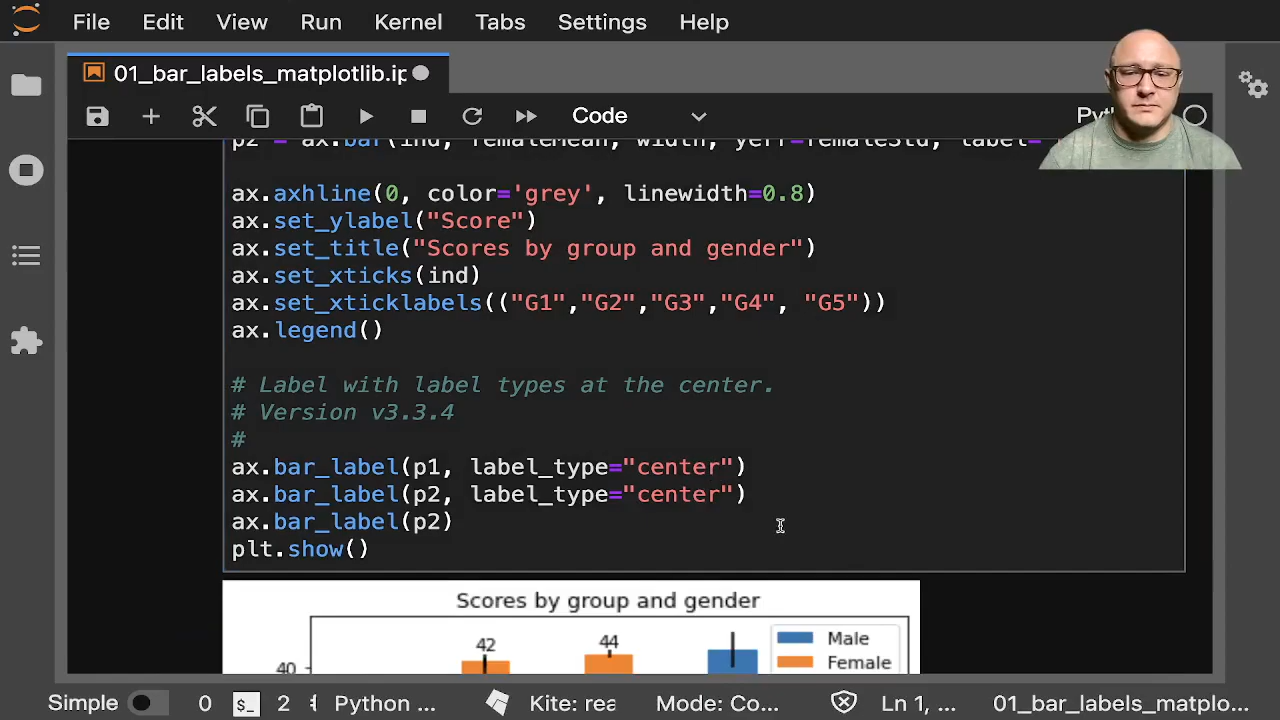 File Edit View Run Kernel Tabs Settings Help
01_bar_labels_matplotlib.ip
Code
Pyth
p2 = ax.bar(ind, femaleMean, width, yerr=femaleStd, label=
ax.axhline(0, color='grey', linewidth=0.8)
ax.set_ylabel("Score")
ax.set_title("Scores by group and gender")
ax.set_xticks(ind)
ax.set_xticklabels(("G1","G2","G3","G4", "G5"))
ax.legend()
# Label with label types at the center.
# Version v3.3.4
#
ax.bar_label(p1, label_type="center")
ax.bar_label(p2, label_type="center")
ax.bar_label(p2)
plt.show()
Scores by group and gender
42 44 Male
40 Female
Simple 0 $_ 2 Python ... Kite: rea Mode: Co... Ln 1, ... 01_bar_labels_matplo...